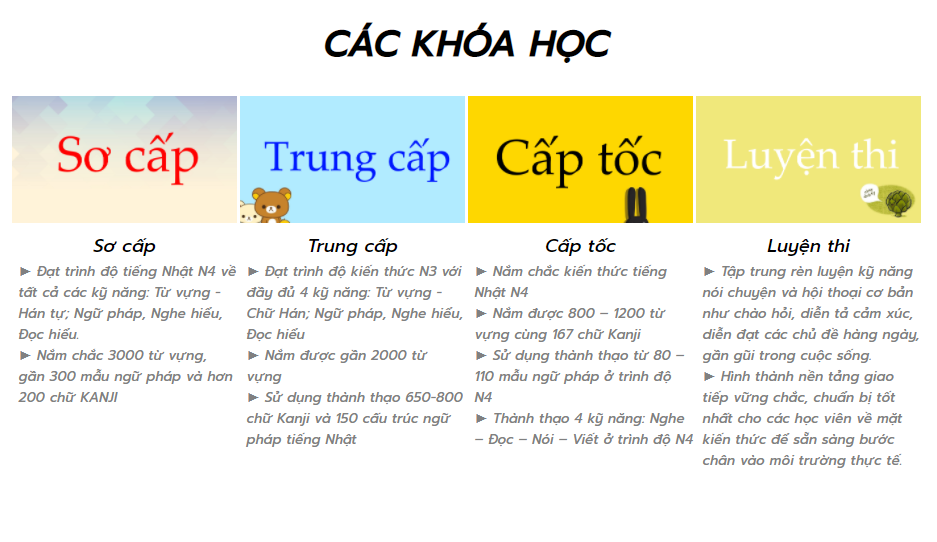 CÁC KHÓA HỌC
Sơ cấp
Trung cấp
Cấp tốc
Luyện thi
Sơ cấp
► Đạt trình độ tiếng Nhật N4 về
tất cả các kỹ năng: Từ vựng -
Hán tự; Ngữ pháp, Nghe hiểu,
Đọc hiểu.
► Nắm chắc 3000 từ vựng,
gần 300 mẫu ngữ pháp và hơn
200 chữ KANJI
Trung cấp
► Đạt trình độ kiến thức N3 với
đầy đủ 4 kỹ năng: Từ vựng -
Chữ Hán; Ngữ pháp, Nghe hiểu,
Đọc hiểu
► Nắm được gần 2000 từ
vựng
► Sử dụng thành thạo 650-800
chữ Kanji và 150 cấu trúc ngữ
pháp tiếng Nhật
Cấp tốc
► Nắm chắc kiến thức tiếng
Nhật N4
► Nắm được 800 – 1200 từ
vựng cùng 167 chữ Kanji
► Sử dụng thành thạo từ 80 –
110 mẫu ngữ pháp ở trình độ
N4
► Thành thạo 4 kỹ năng: Nghe
– Đọc – Nói – Viết ở trình độ N4
Luyện thi
► Tập trung rèn luyện kỹ năng
nói chuyện và hội thoại cơ bản
như chào hỏi, diễn tả cảm xúc,
diễn đạt các chủ đề hàng ngày,
gần gũi trong cuộc sống.
► Hình thành nền tảng giao
tiếp vững chắc, chuẩn bị tốt
nhất cho các học viên về mặt
kiến thức để sẵn sàng bước
chân vào môi trường thực tế.